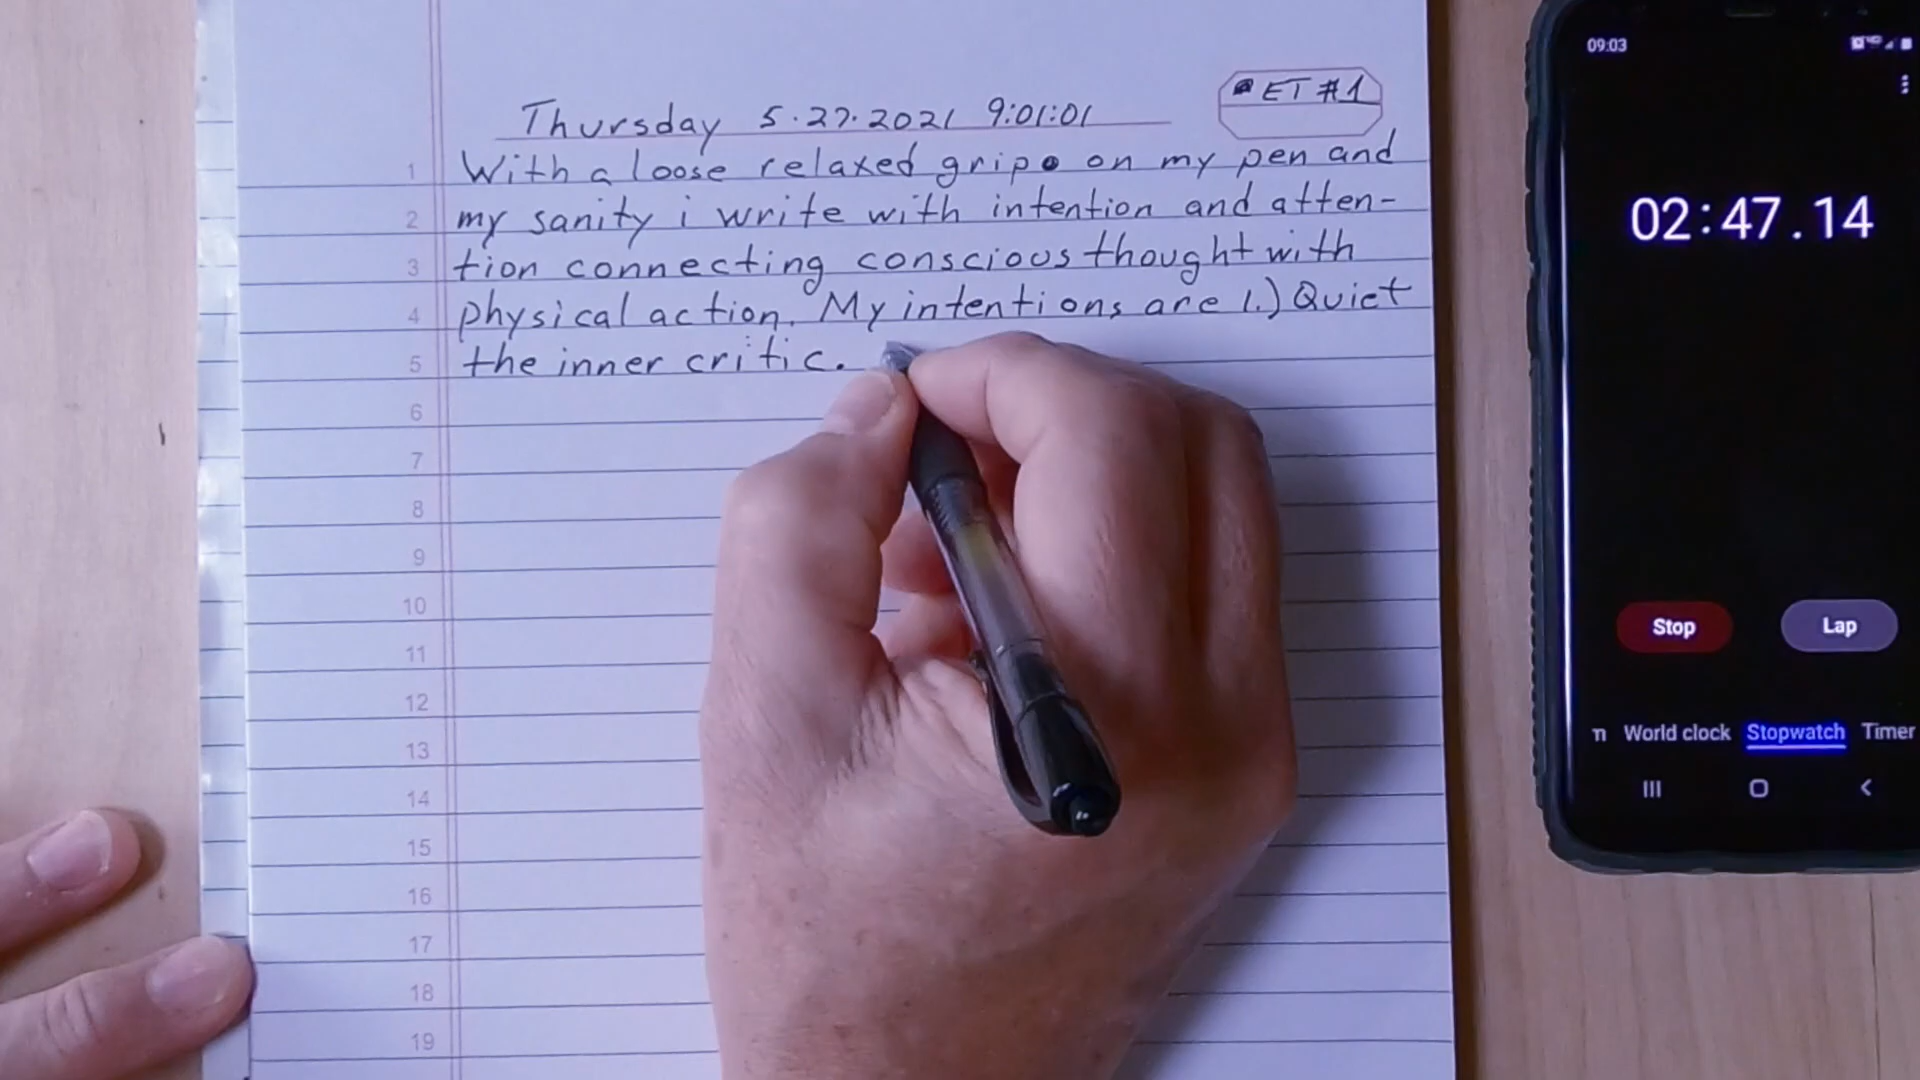 Thursday 5.27.2021 9:01:01
ET #1
1 With a loose relaxed grip on my pen and
2 my sanity i write with intention and atten-
3 tion connecting conscious thought with
4 physical action. My intentions are 1.) Quiet
5 the inner critic.
6
7
8
9
10
11
12
13
14
15
16
17
18
19
09:03
02:47.14
Stop Lap
World clock Stopwatch Timer